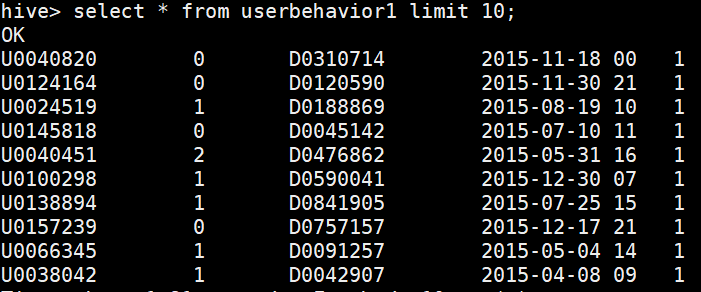 hive> select * from userbehavior1 limit 10;
OK
U0040820 0 D0310714 2015-11-18 00 1
U0124164 0 D0120590 2015-11-30 21 1
U0024519 1 D0188869 2015-08-19 10 1
U0145818 0 D0045142 2015-07-10 11 1
U0040451 2 D0476862 2015-05-31 16 1
U0100298 1 D0590041 2015-12-30 07 1
U0138894 1 D0841905 2015-07-25 15 1
U0157239 0 D0757157 2015-12-17 21 1
U0066345 1 D0091257 2015-05-04 14 1
U0038042 1 D0042907 2015-04-08 09 1